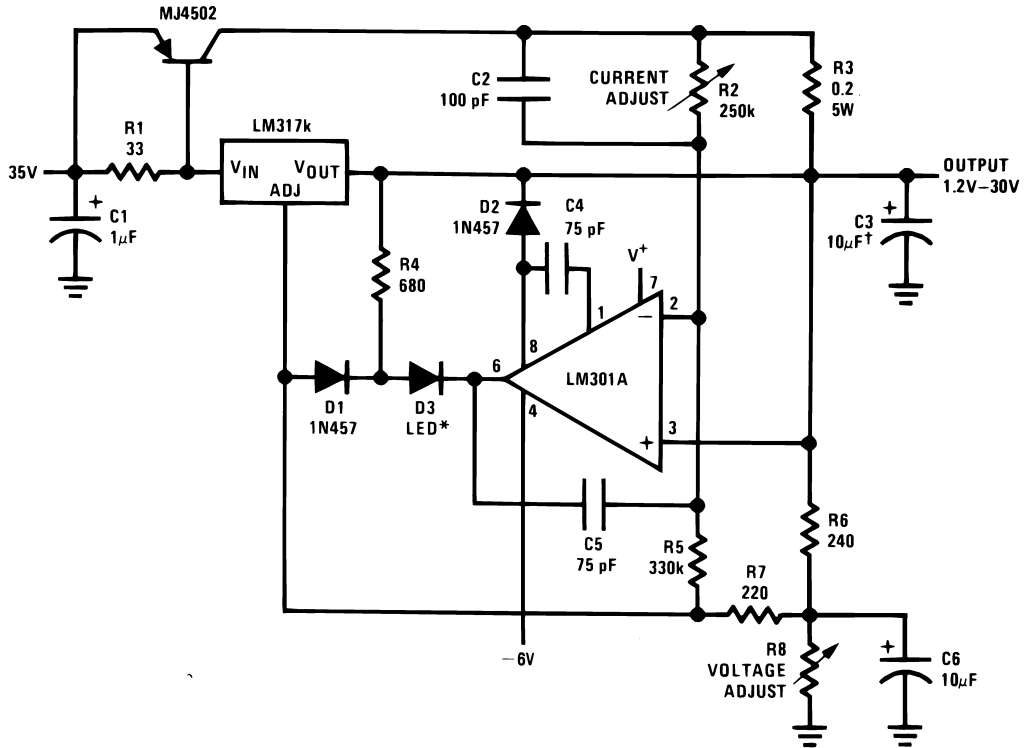 MJ4502
R1
33
LM317k
35V
VIN
VOUT
ADJ
+
C1
1μF
C2
100 pF
CURRENT
ADJUST
R2
250k
R3
0.2
5W
OUTPUT
1.2V–30V
+
C3
10μF†
D2
1N457
C4
75 pF
R4
680
V+
7
1
2
−
8
6
LM301A
4
3
+
D1
1N457
D3
LED*
C5
75 pF
R5
330k
R6
240
R7
220
−6V
R8
VOLTAGE
ADJUST
+
C6
10μF